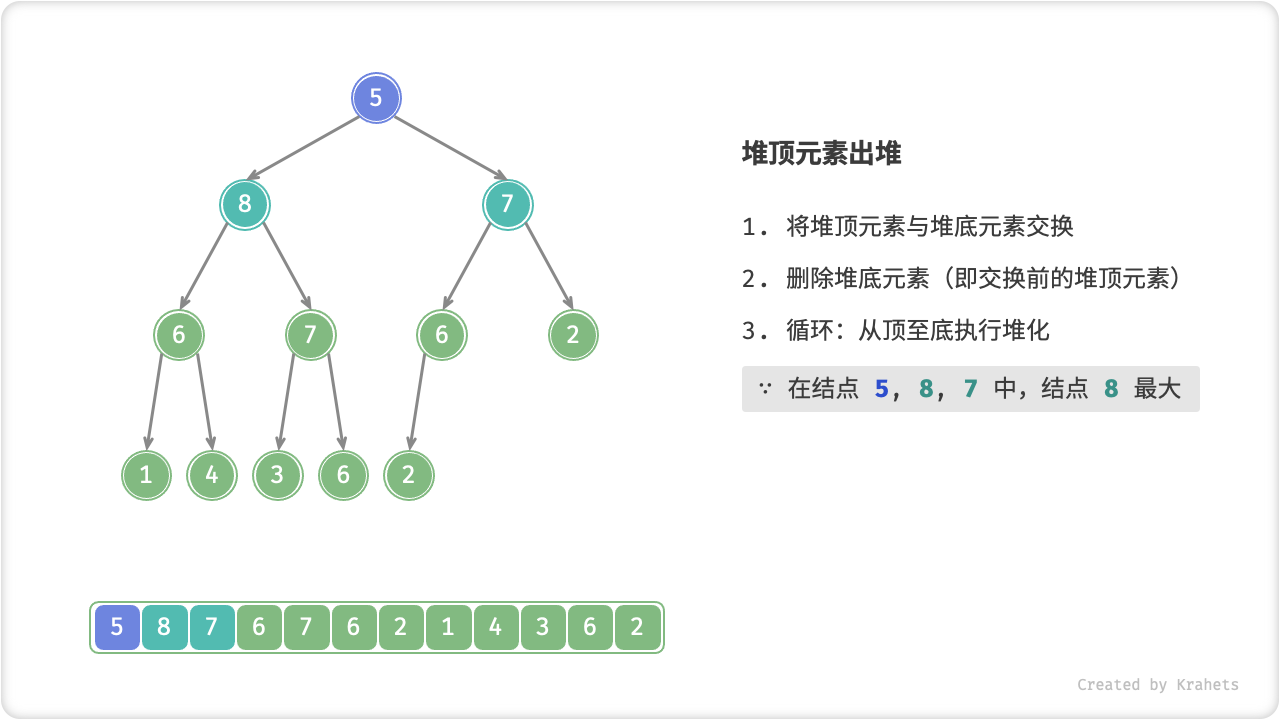 5
8 7
6 7 6 2
1 4 3 6 2
5 8 7 6 7 6 2 1 4 3 6 2
堆顶元素出堆
1. 将堆顶元素与堆底元素交换
2. 删除堆底元素（即交换前的堆顶元素）
3. 循环：从顶至底执行堆化
∵ 在结点 5, 8, 7 中，结点 8 最大
Created by Krahets